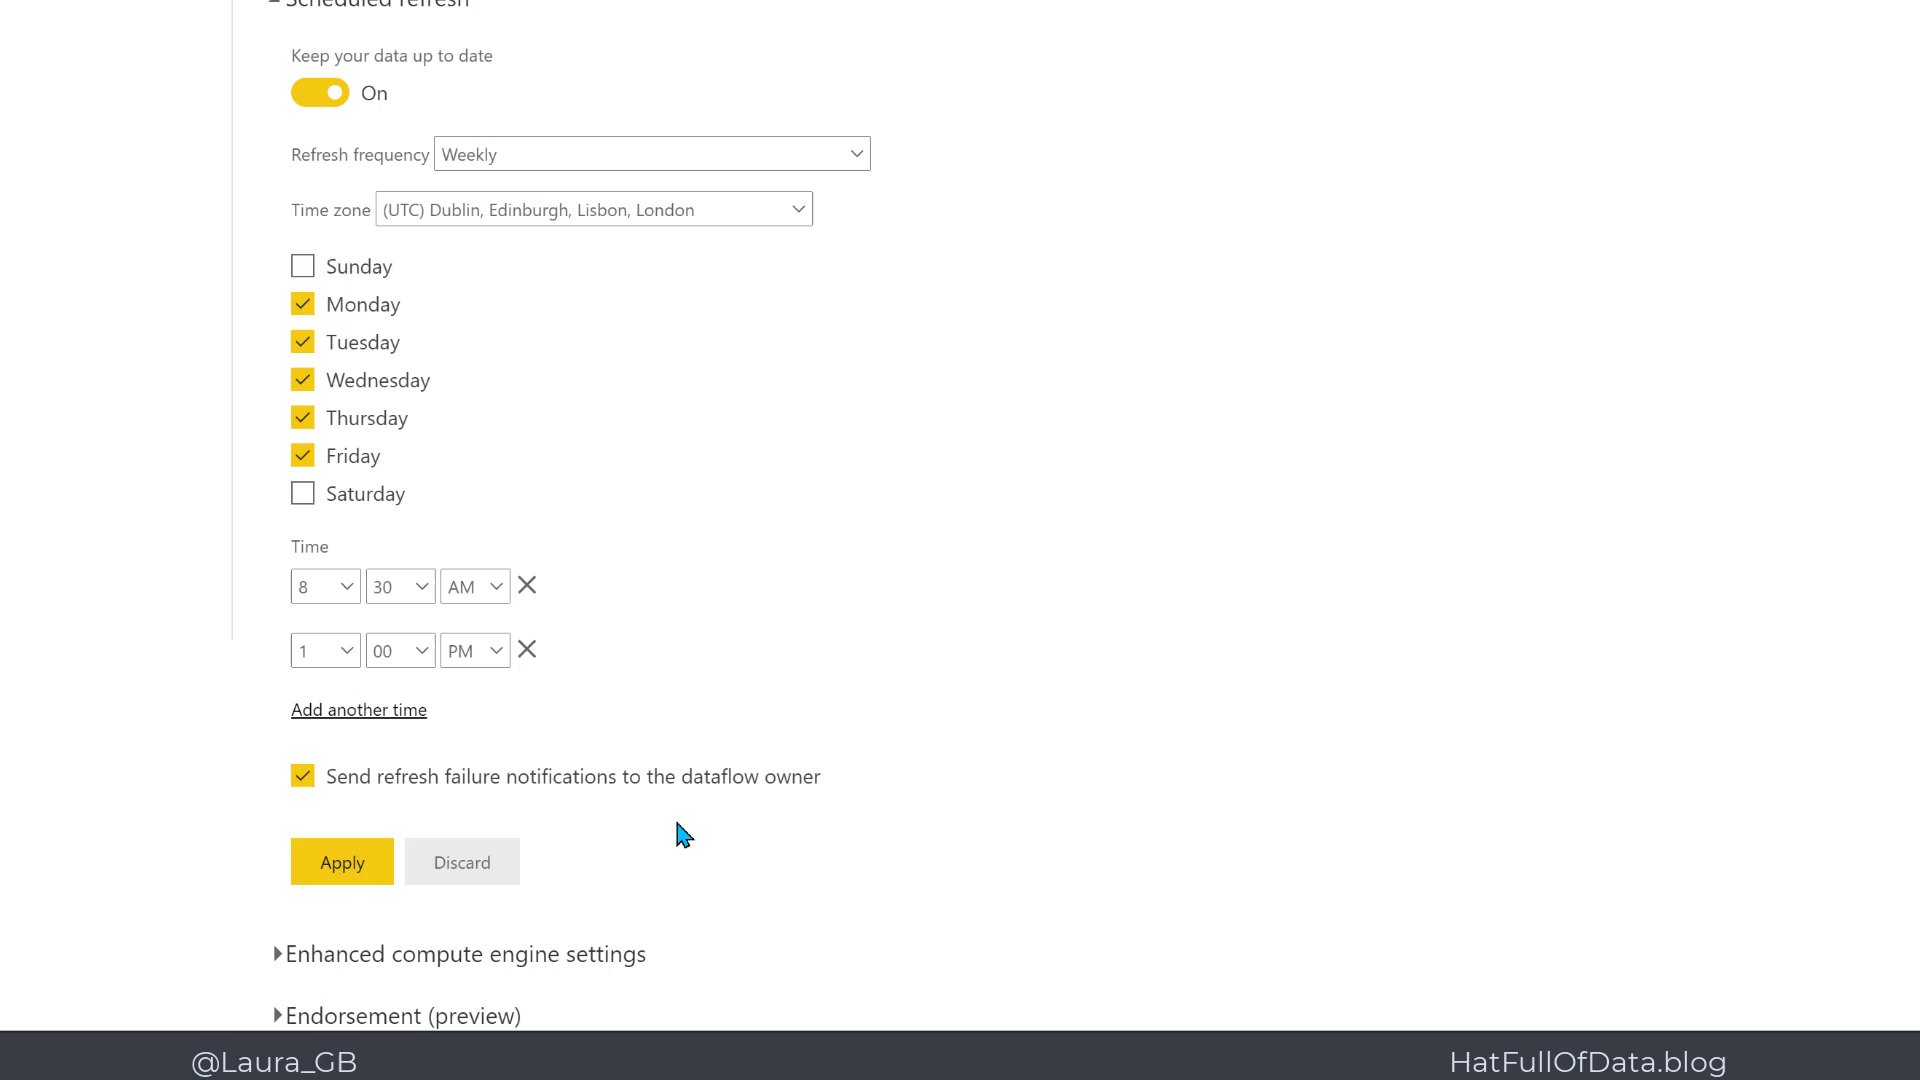 Scheduled refresh
Keep your data up to date
On
Refresh frequency Weekly
Time zone (UTC) Dublin, Edinburgh, Lisbon, London
Sunday
Monday
Tuesday
Wednesday
Thursday
Friday
Saturday
Time
8 30 AM
1 00 PM
Add another time
Send refresh failure notifications to the dataflow owner
Apply Discard
Enhanced compute engine settings
Endorsement (preview)
@Laura_GB HatFullOfData.blog